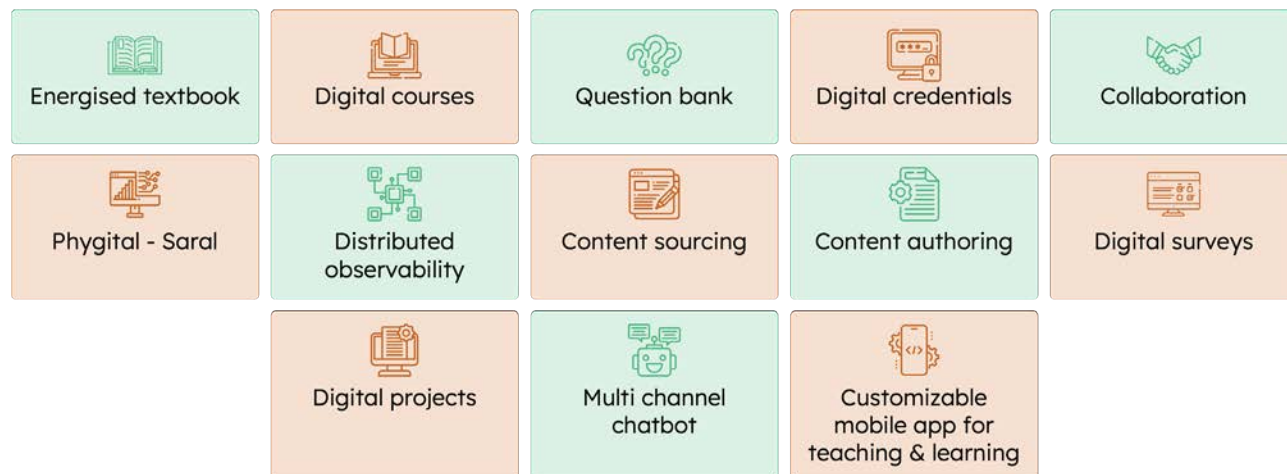 Energised textbook
Digital courses
Question bank
Digital credentials
Collaboration
Phygital - Saral
Distributed
observability
Content sourcing
Content authoring
Digital surveys
Digital projects
Multi channel
chatbot
Customizable
mobile app for
teaching & learning